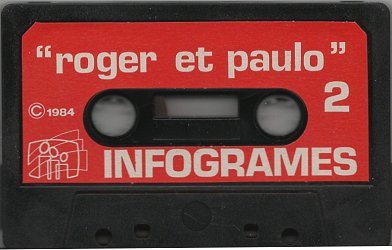 “roger et paulo”
2
© 1984
INFOGRAMES